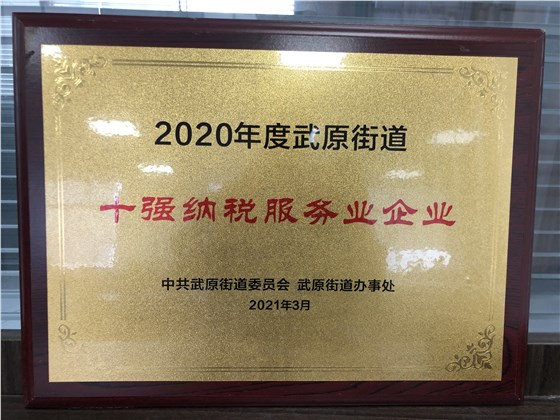 2020年度武原街道
十强纳税服务业企业
中共武原街道委员会 武原街道办事处
2021年3月